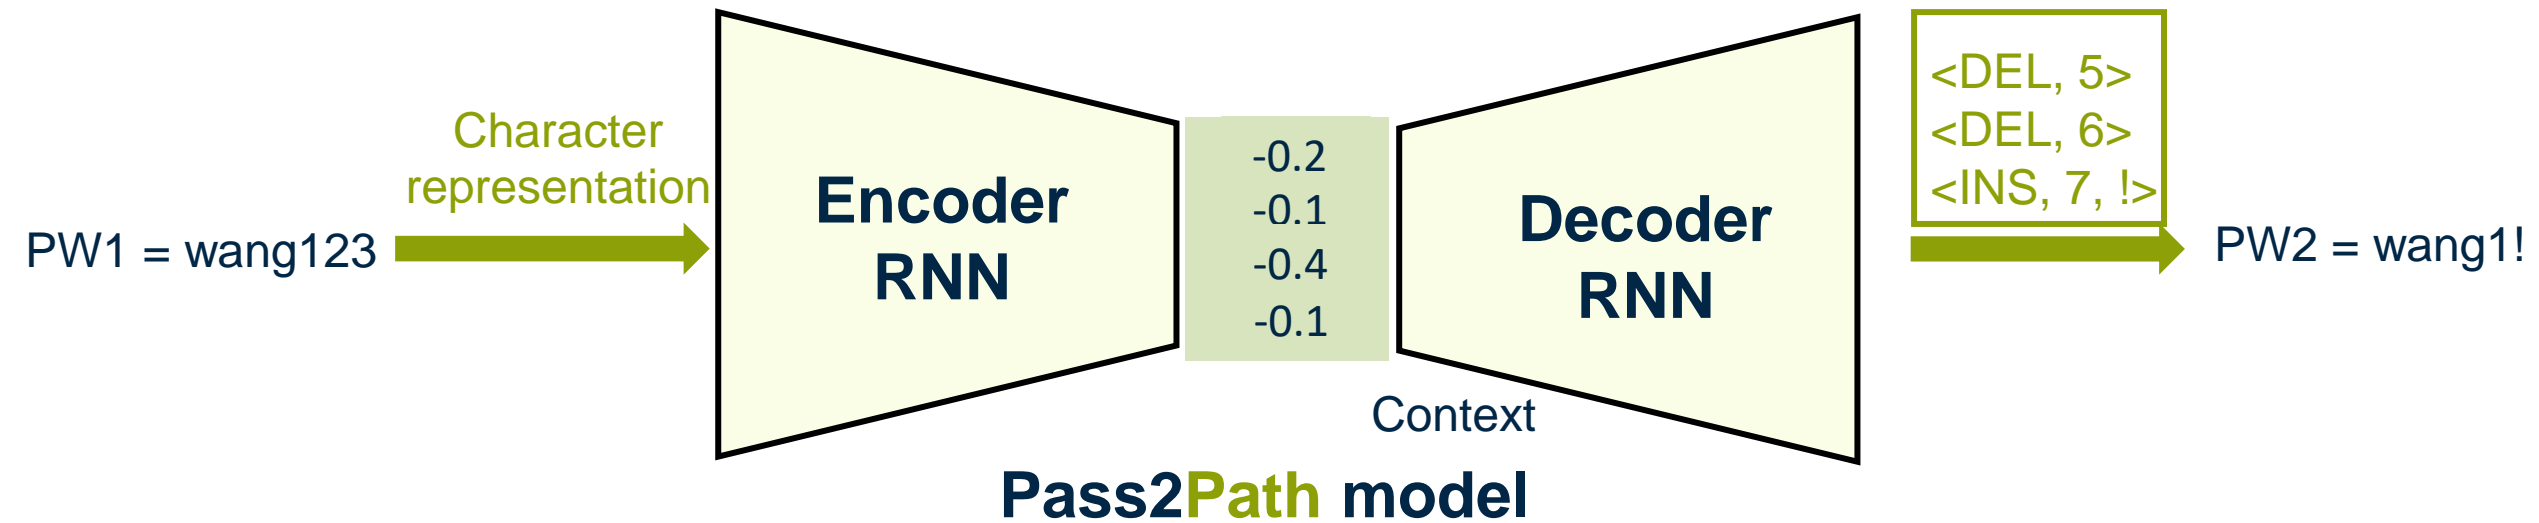 PW1 = wang123
Character
representation
Encoder
RNN
-0.2
-0.1
-0.4
-0.1
Context
Decoder
RNN
<DEL, 5>
<DEL, 6>
<INS, 7, !>
PW2 = wang1!
Pass2Path model